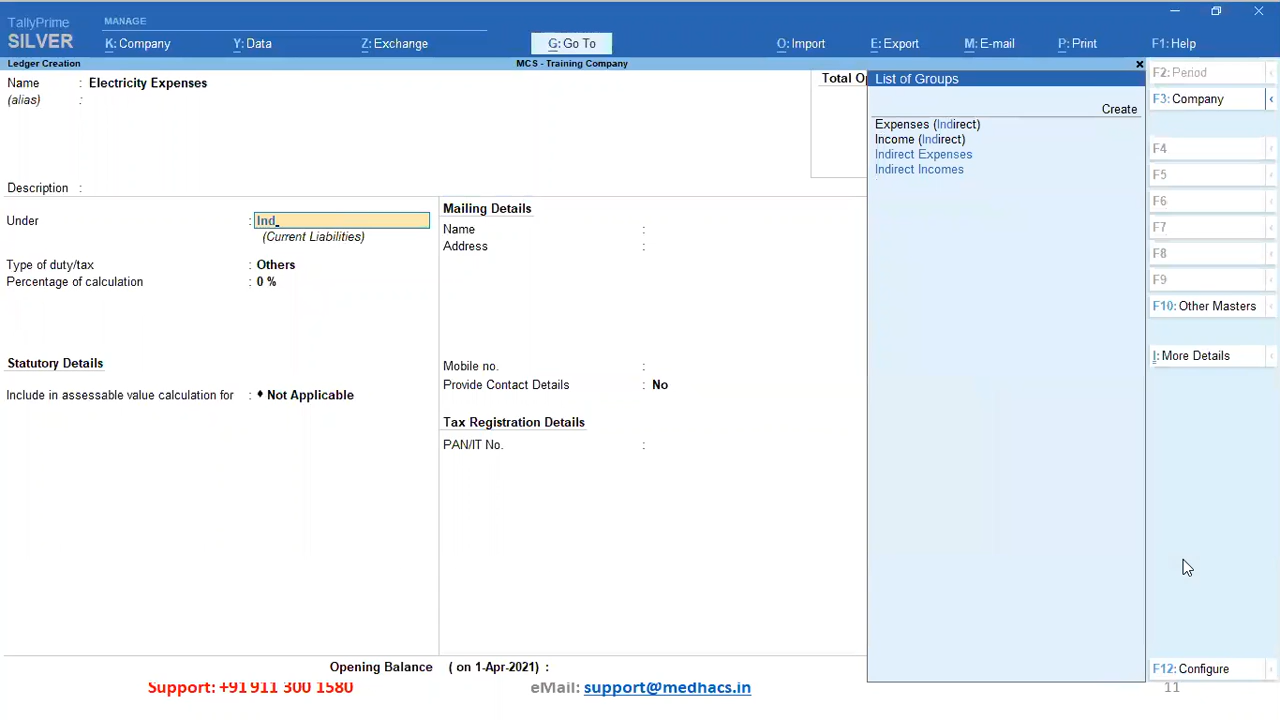 TallyPrime
MANAGE
SILVER
K: Company
Y: Data
Z: Exchange
G: Go To
O: Import
E: Export
M: E-mail
P: Print
F1: Help
Ledger Creation
MCS - Training Company
Name : Electricity Expenses
(alias) :
Total Op
List of Groups
Create
Expenses (Indirect)
Income (Indirect)
Indirect Expenses
Indirect Incomes
F2: Period
F3: Company
F4
F5
F6
F7
F8
F9
F10: Other Masters
I: More Details
F12: Configure
Description :
Under : Ind_
(Current Liabilities)
Type of duty/tax : Others
Percentage of calculation : 0 %
Statutory Details
Include in assessable value calculation for : ♦ Not Applicable
Mailing Details
Name :
Address :
Mobile no. :
Provide Contact Details : No
Tax Registration Details
PAN/IT No. :
Opening Balance ( on 1-Apr-2021) :
Support: +91 911 300 1580
eMail: support@medhacs.in
11